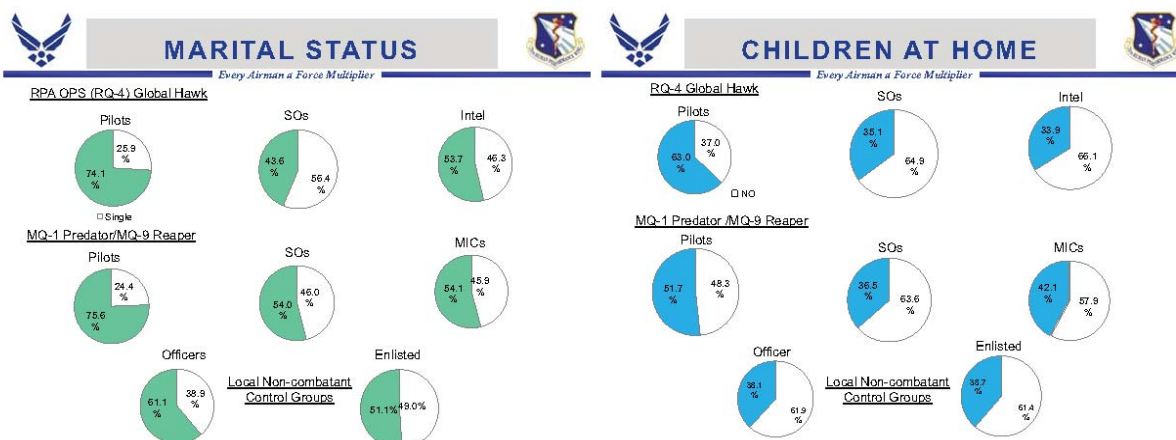 MARITAL STATUS
Every Airman a Force Multiplier
RPA OPS (RQ-4) Global Hawk
Pilots
25.9
%
74.1
%
□ Single
SOs
43.6
%
56.4
%
Intel
53.7
%
46.3
%
MQ-1 Predator/MQ-9 Reaper
Pilots
24.4
%
75.6
%
SOs
54.0
%
46.0
%
MICs
54.1
%
45.9
%
Officers
61.1
%
38.9
%
Local Non-combatant
Control Groups
Enlisted
51.1%
49.0%
CHILDREN AT HOME
Every Airman a Force Multiplier
RQ-4 Global Hawk
Pilots
63.0
%
37.0
%
□ NO
SOs
35.1
%
64.9
%
Intel
33.9
%
66.1
%
MQ-1 Predator /MQ-9 Reaper
Pilots
51.7
%
48.3
%
SOs
36.5
%
63.6
%
MICs
42.1
%
57.9
%
Officer
38.1
%
61.9
%
Local Non-combatant
Control Groups
Enlisted
38.7
%
61.4
%